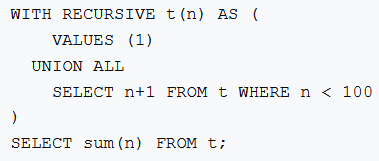 WITH RECURSIVE t(n) AS (
    VALUES (1)
  UNION ALL
    SELECT n+1 FROM t WHERE n < 100
)
SELECT sum(n) FROM t;